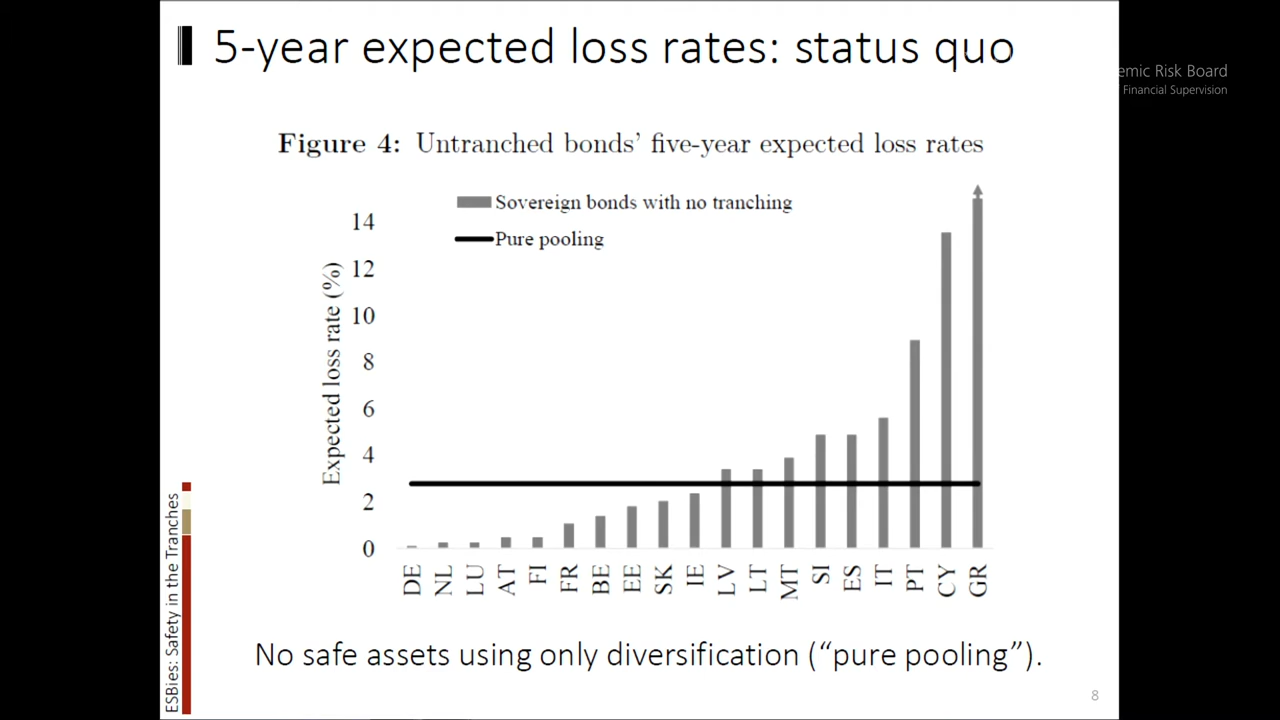 5-year expected loss rates: status quo
emic Risk Board
Financial Supervision
Figure 4: Untranched bonds' five-year expected loss rates
Sovereign bonds with no tranching
Pure pooling
Expected loss rate (%)
14
12
10
8
6
4
2
0
DE NL LU AT FI FR BE EE SK IE LV LT MT SI ES IT PT CY GR
ESBies: Safety in the Tranches
No safe assets using only diversification (“pure pooling”).
8